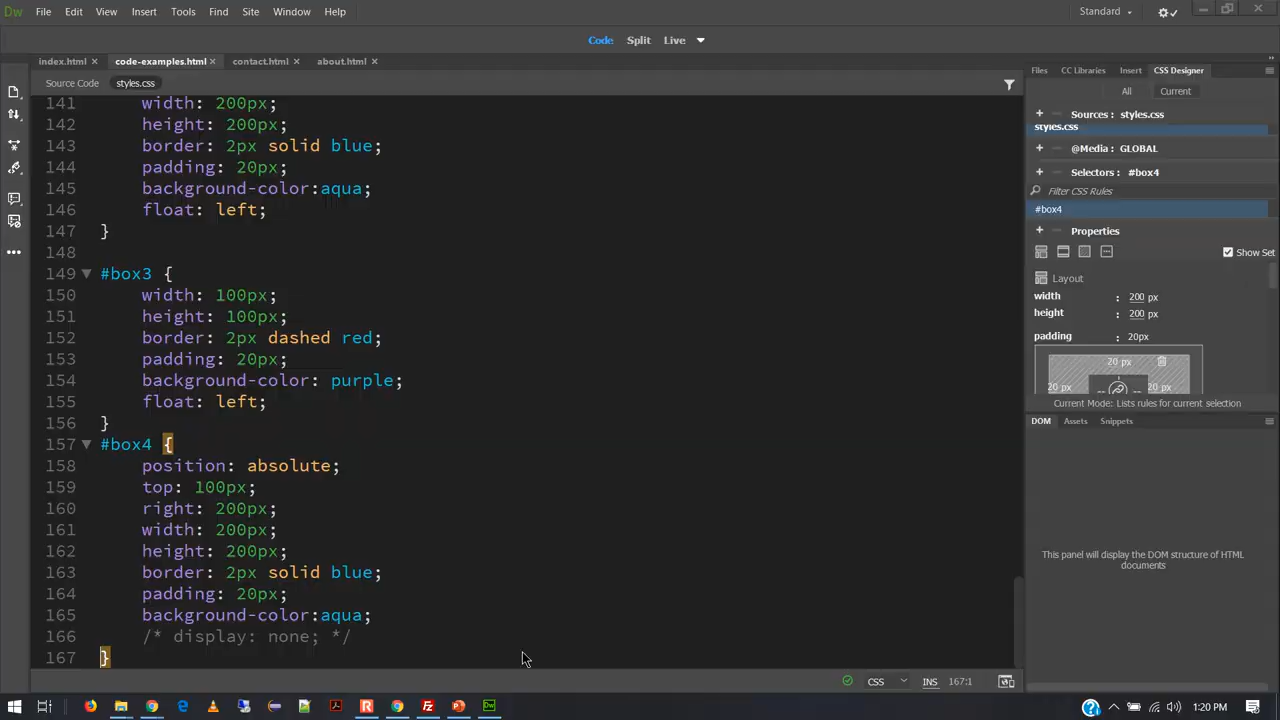 Dw File Edit View Insert Tools Find Site Window Help Standard
Code Split Live
index.html code-examples.html contact.html about.html
Source Code styles.css
141 width: 200px;
142 height: 200px;
143 border: 2px solid blue;
144 padding: 20px;
145 background-color:aqua;
146 float: left;
147 }
148
149 #box3 {
150 width: 100px;
151 height: 100px;
152 border: 2px dashed red;
153 padding: 20px;
154 background-color: purple;
155 float: left;
156 }
157 #box4 {
158 position: absolute;
159 top: 100px;
160 right: 200px;
161 width: 200px;
162 height: 200px;
163 border: 2px solid blue;
164 padding: 20px;
165 background-color:aqua;
166 /* display: none; */
167 }
CSS INS 167:1
Files CC Libraries Insert CSS Designer
All Current
Sources : styles.css
styles.css
@Media : GLOBAL
Selectors : #box4
Filter CSS Rules
#box4
Properties
Show Set
Layout
width : 200 px
height : 200 px
padding : 20px
20 px
20 px 20 px
Current Mode: Lists rules for current selection
DOM Assets Snippets
This panel will display the DOM structure of HTML
documents
Dw 1:20 PM